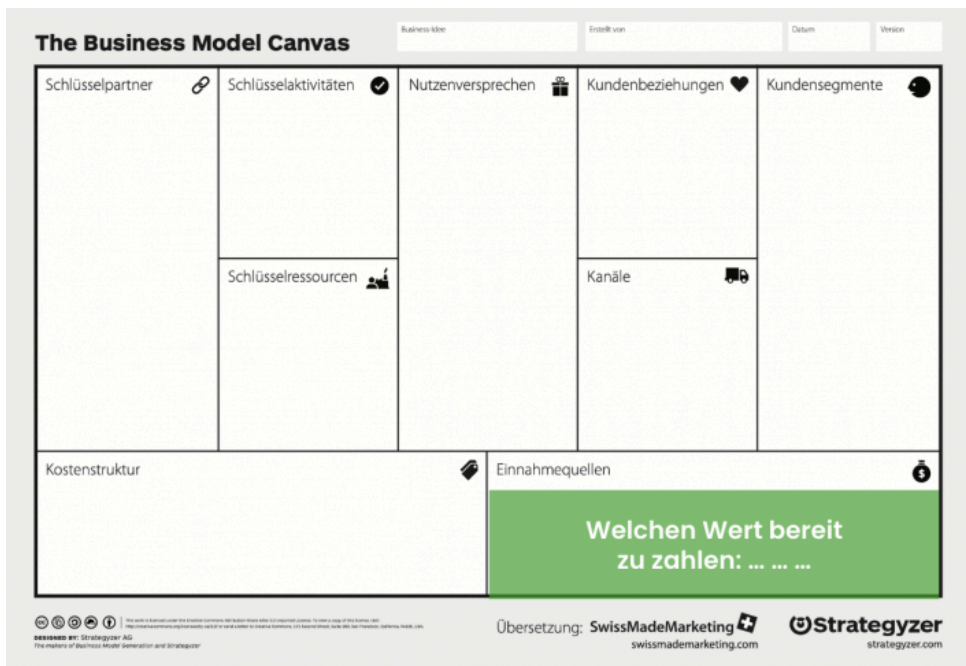 The Business Model Canvas
Business-Idee
Erstellt von
Datum
Version
Schlüsselpartner
Schlüsselaktivitäten
Nutzenversprechen
Kundenbeziehungen
Kundensegmente
Schlüsselressourcen
Kanäle
Kostenstruktur
Einnahmequellen
Welchen Wert bereit
zu zahlen: ... ... ...
DESIGNED BY: Strategyzer AG
The makers of Business Model Generation and Strategyzer
Übersetzung: SwissMadeMarketing
swissmademarketing.com
Strategyzer
strategyzer.com